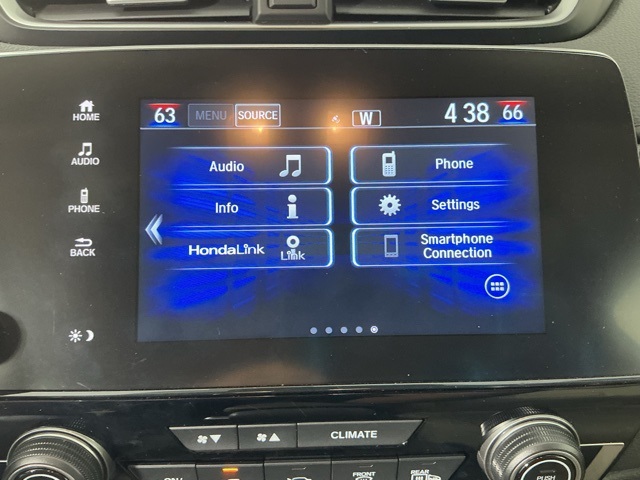 HOME
AUDIO
PHONE
BACK
63 MENU SOURCE W 4 38 66
Audio
Phone
Info
Settings
HondaLink Link
Smartphone
Connection
CLIMATE
FRONT
REAR
PUSH